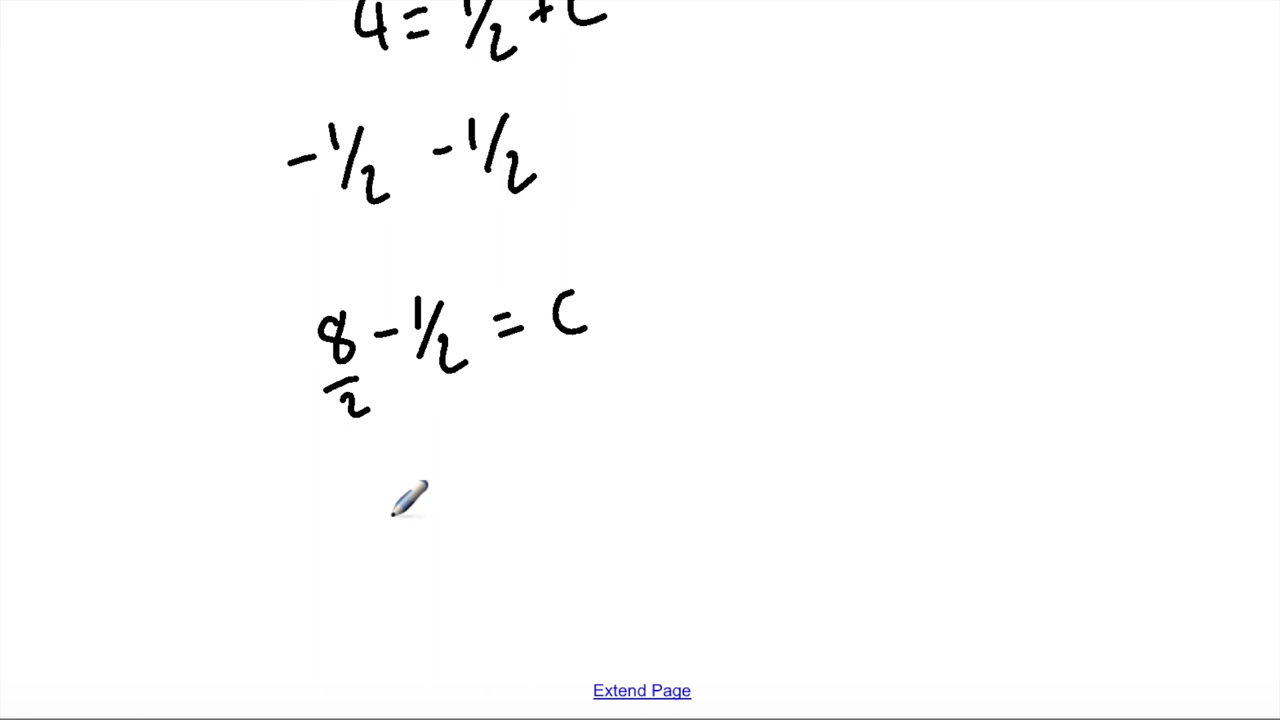 4 = 1/2 + C
-1/2 -1/2
8/2 - 1/2 = C
Extend Page